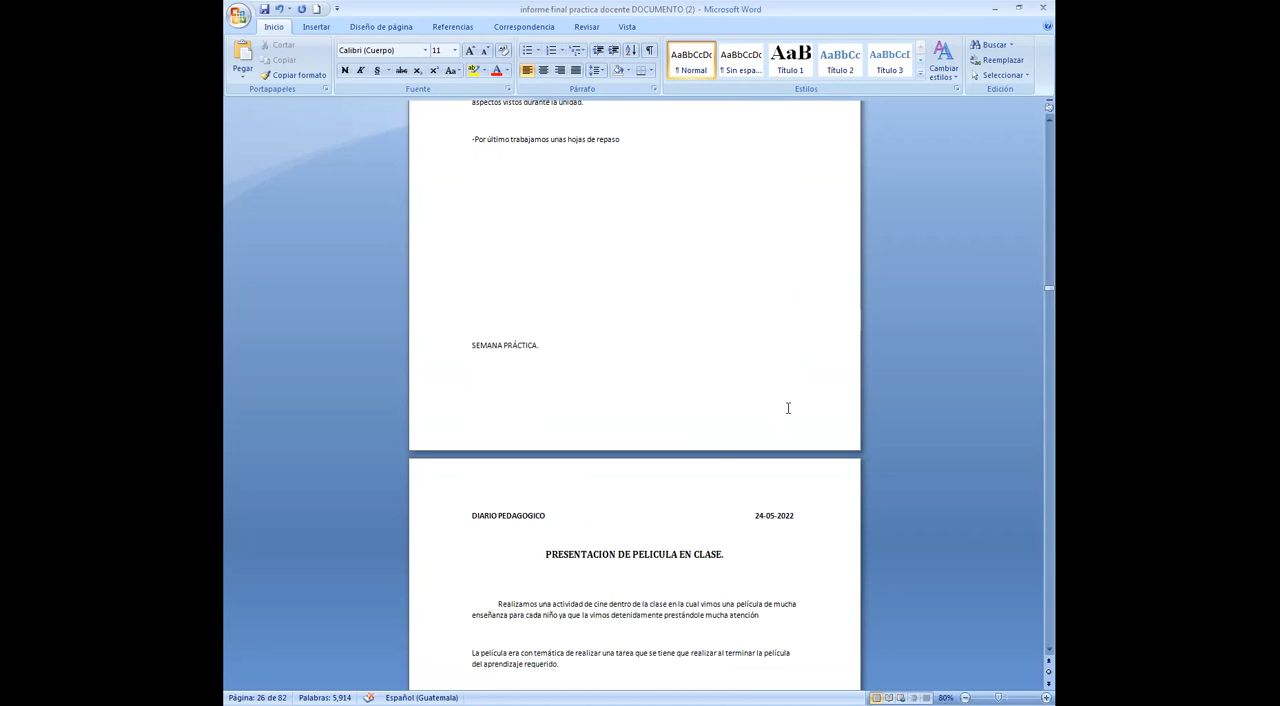 informe final practica docente DOCUMENTO (2) - Microsoft Word
Inicio Insertar Diseño de página Referencias Correspondencia Revisar Vista
Pegar
Cortar
Copiar
Copiar formato
Portapapeles
Calibri (Cuerpo) 11
Fuente
Párrafo
AaBbCcDc AaBbCcDc AaB AaBbCc AaBbCcI
¶ Normal ¶ Sin espa... Título 1 Título 2 Título 3
Cambiar estilos
Estilos
Buscar
Reemplazar
Seleccionar
Edición
aspectos vistos durante la unidad.
-Por último trabajamos unas hojas de repaso
SEMANA PRÁCTICA.
DIARIO PEDAGOGICO 24-05-2022
PRESENTACION DE PELICULA EN CLASE.
Realizamos una actividad de cine dentro de la clase en la cual vimos una película de mucha
enseñanza para cada niño ya que la vimos detenidamente prestándole mucha atención
La película era con temática de realizar una tarea que se tiene que realizar al terminar la película
del aprendizaje requerido.
Página: 26 de 82 Palabras: 5,914 Español (Guatemala) 80%